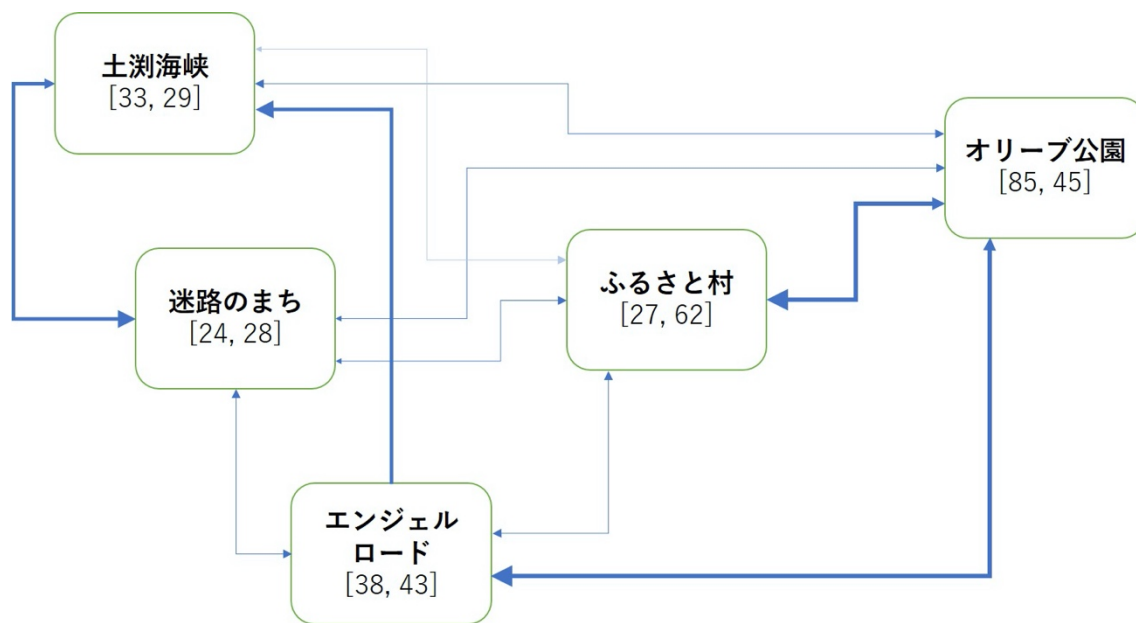 土渕海峡
[33, 29]
オリーブ公園
[85, 45]
ふるさと村
[27, 62]
迷路のまち
[24, 28]
エンジェル
ロード
[38, 43]